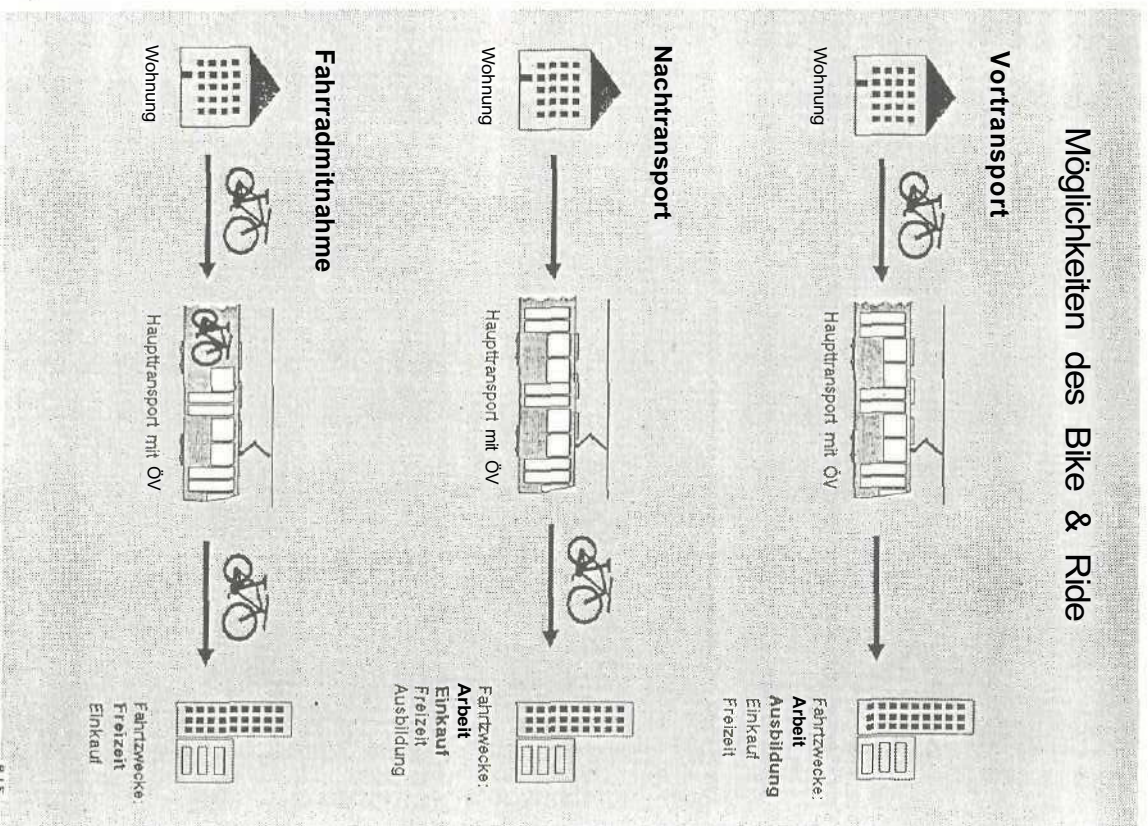 Möglichkeiten des Bike & Ride
Vortransport
Wohnung
Haupttransport mit ÖV
Fahrtzwecke:
Arbeit
Ausbildung
Einkauf
Freizeit
Nachtransport
Wohnung
Haupttransport mit ÖV
Fahrtzwecke:
Arbeit
Einkauf
Freizeit
Ausbildung
Fahrradmitnahme
Wohnung
Haupttransport mit ÖV
Fahrtzwecke:
Freizeit
Einkauf